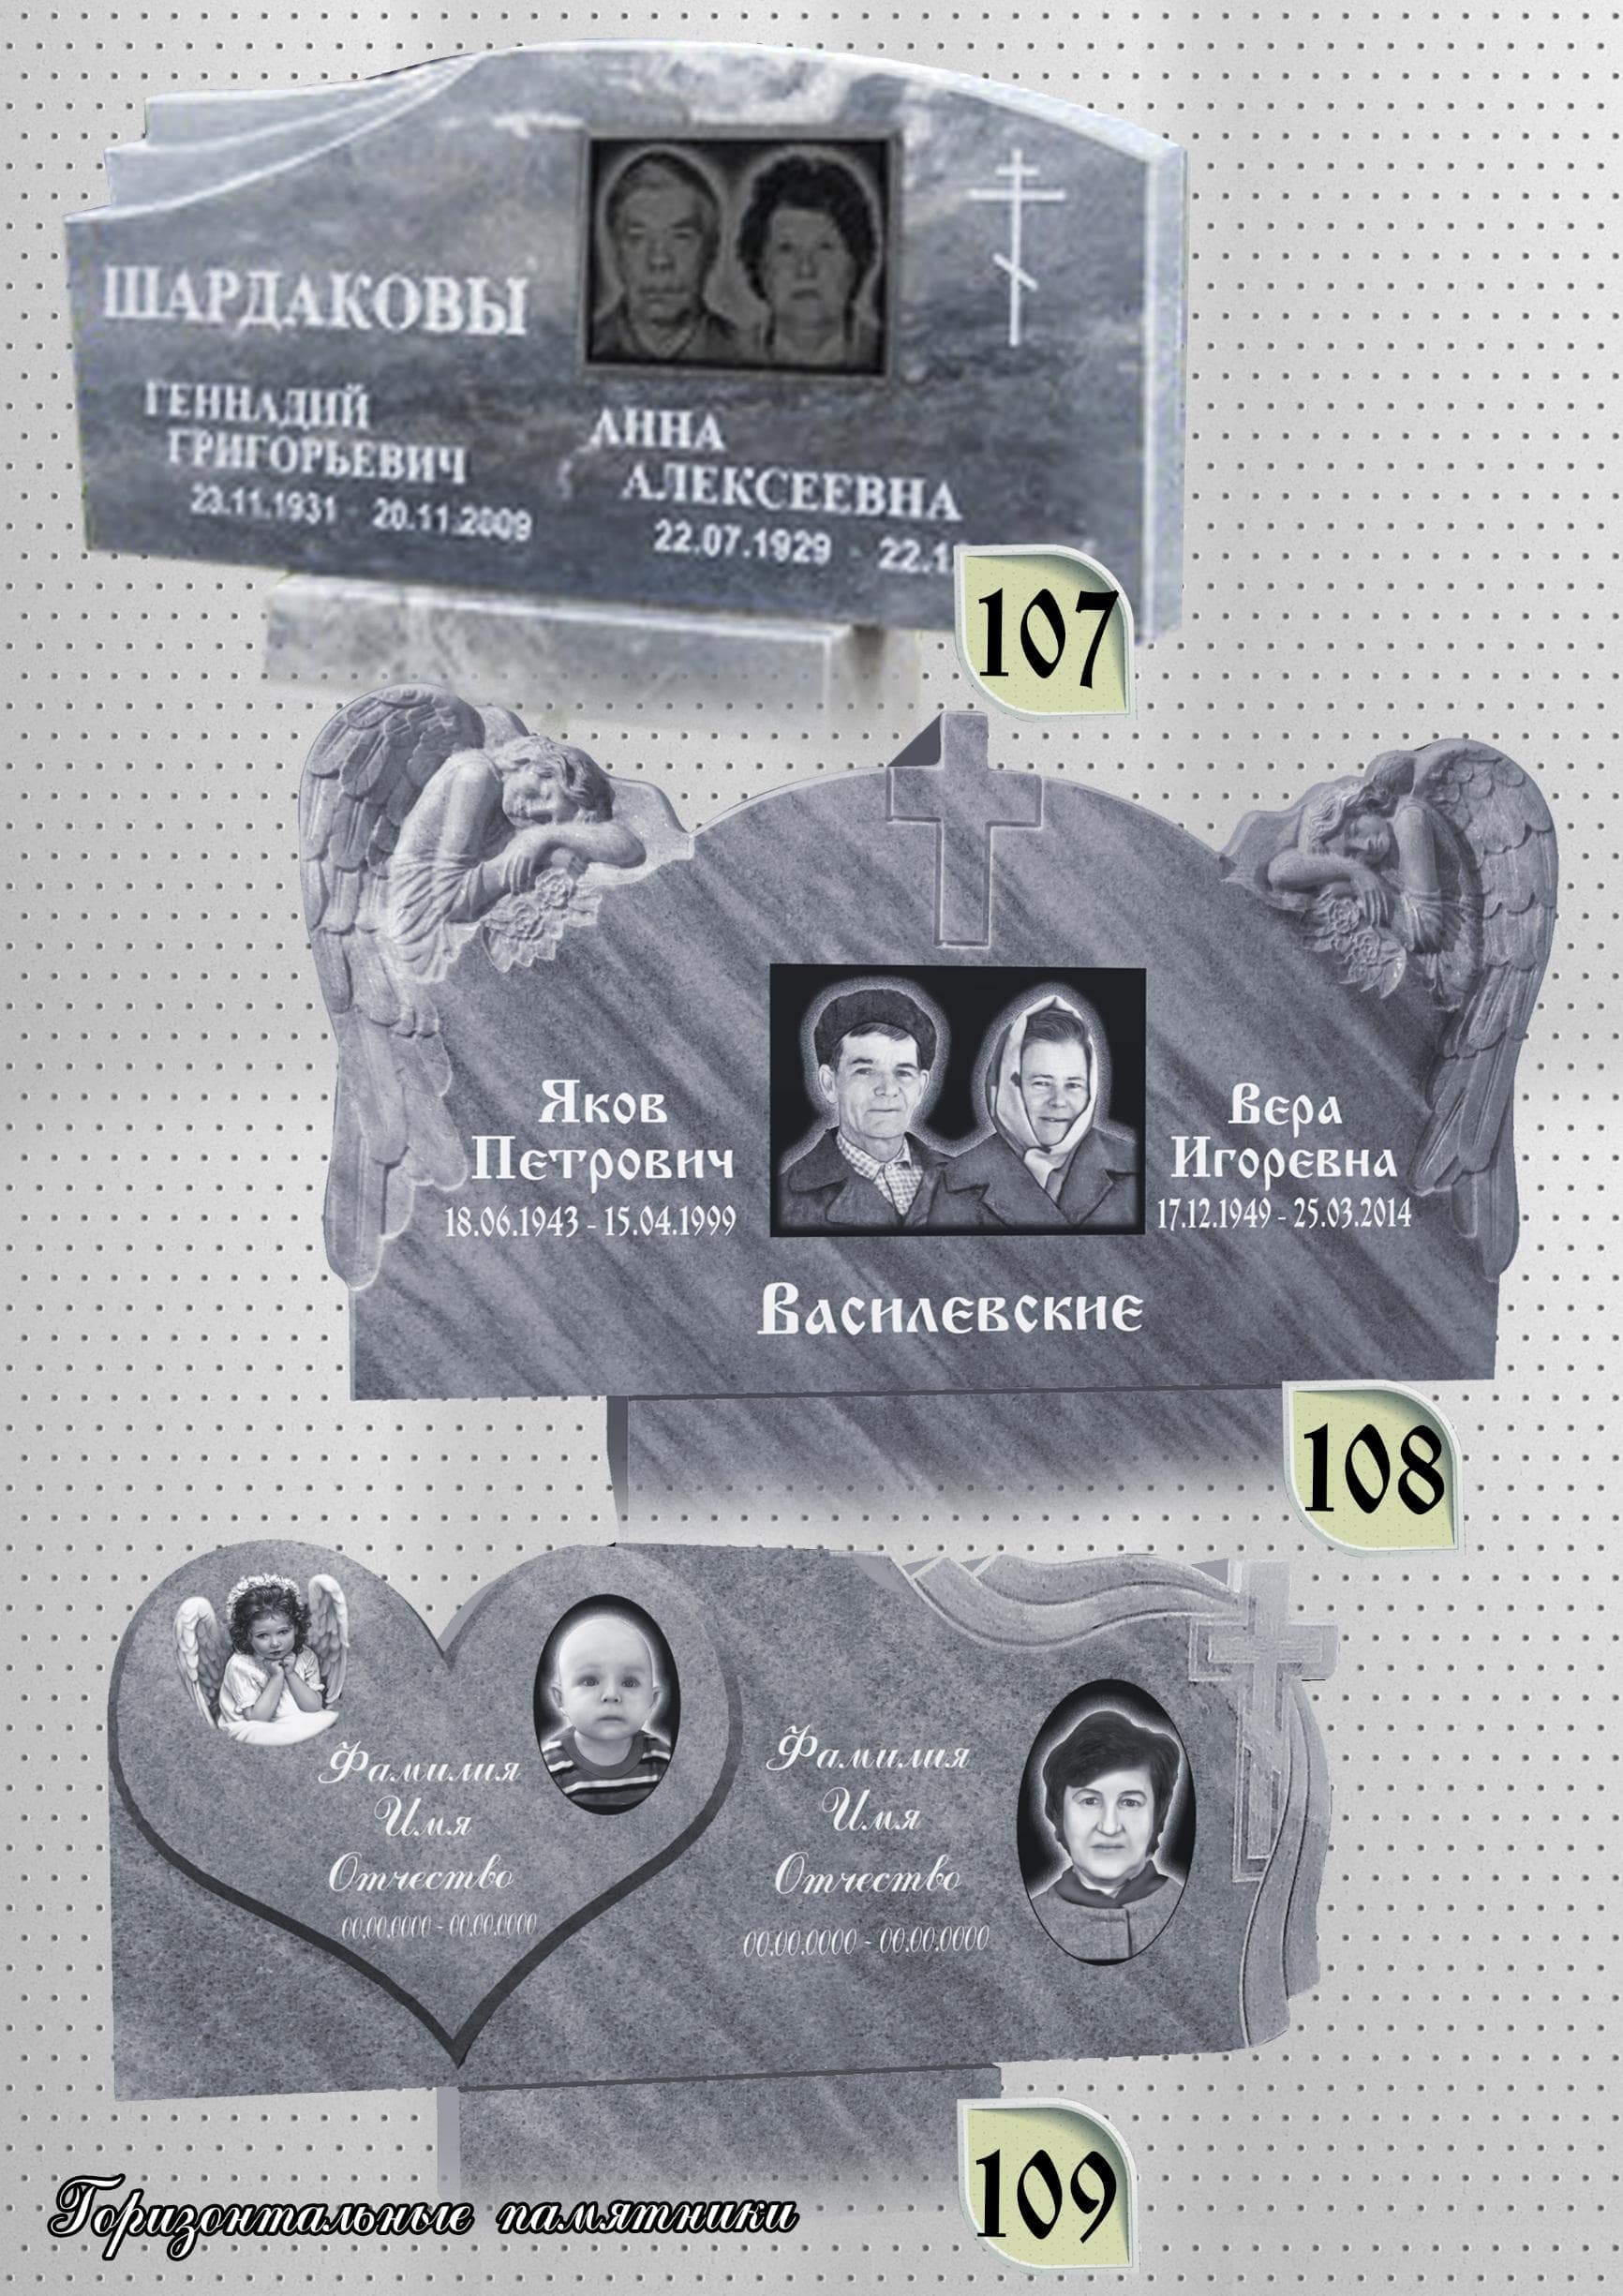 ШАРДАКОВЫ
ГЕННАДИЙ
ГРИГОРЬЕВИЧ
23.11.1931 - 20.11.2009
АННА
АЛЕКСЕЕВНА
22.07.1929 - 22.1
107
Яков
Петрович
18.06.1943 - 15.04.1999
Вера
Игоревна
17.12.1949 - 25.03.2014
Василевские
108
Фамилия
Имя
Отчество
00.00.0000 - 00.00.0000
Фамилия
Имя
Отчество
00.00.0000 - 00.00.0000
109
Горизонтальные памятники